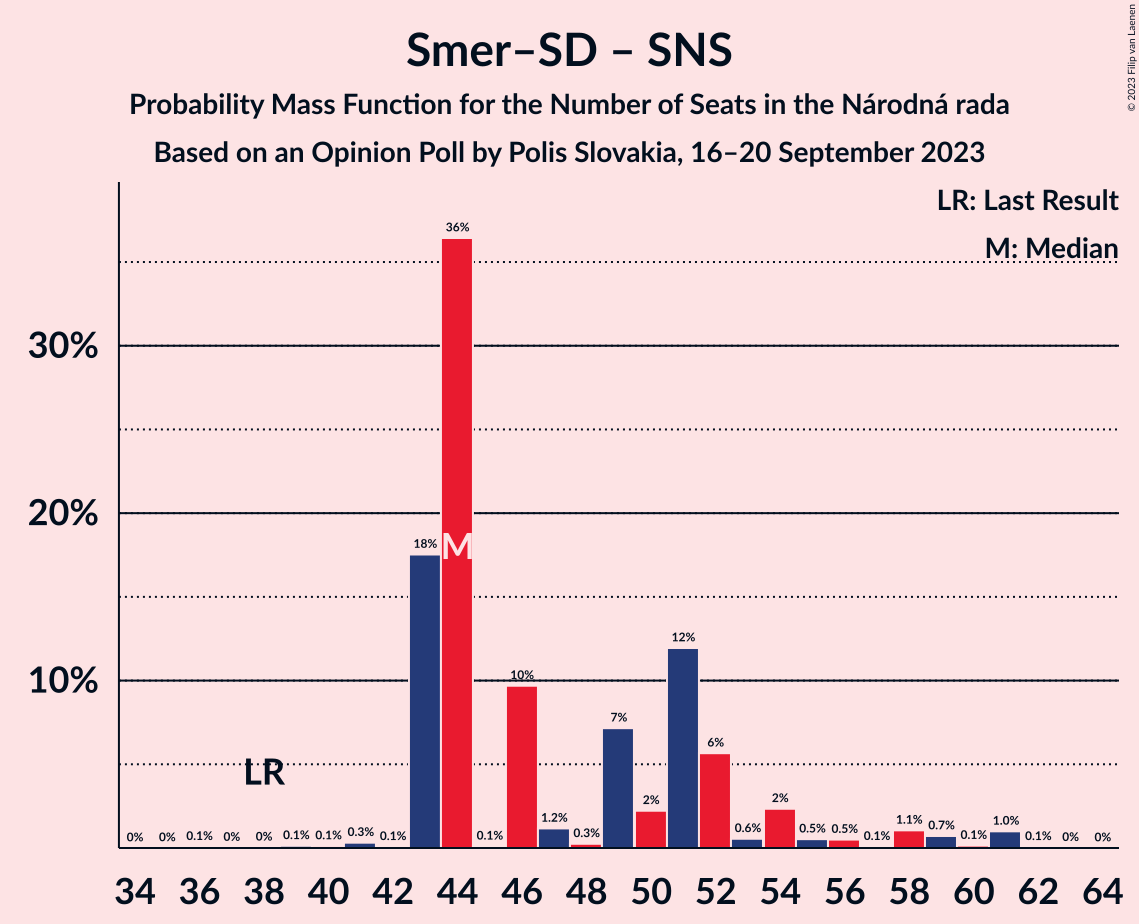 Smer–SD – SNS
Probability Mass Function for the Number of Seats in the Národná rada
Based on an Opinion Poll by Polis Slovakia, 16–20 September 2023
© 2023 Filip van Laenen
LR: Last Result
M: Median
30%
20%
10%
LR
M
0% 0% 0.1% 0% 0% 0.1% 0.1% 0.3% 0.1% 18% 36% 0.1% 10% 1.2% 0.3% 7% 2% 12% 6% 0.6% 2% 0.5% 0.5% 0.1% 1.1% 0.7% 0.1% 1.0% 0.1% 0% 0%
34 36 38 40 42 44 46 48 50 52 54 56 58 60 62 64